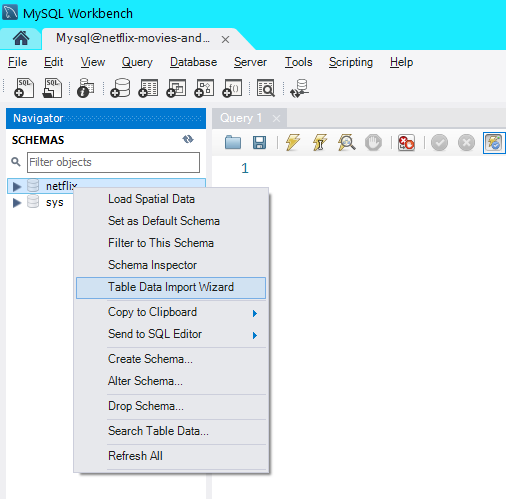 MySQL Workbench
Mysql@netflix-movies-and... ×
File Edit View Query Database Server Tools Scripting Help
SQL SQL
Navigator Query 1 ×
SCHEMAS
Filter objects
1
netflix
sys
Load Spatial Data
Set as Default Schema
Filter to This Schema
Schema Inspector
Table Data Import Wizard
Copy to Clipboard
Send to SQL Editor
Create Schema...
Alter Schema...
Drop Schema...
Search Table Data...
Refresh All